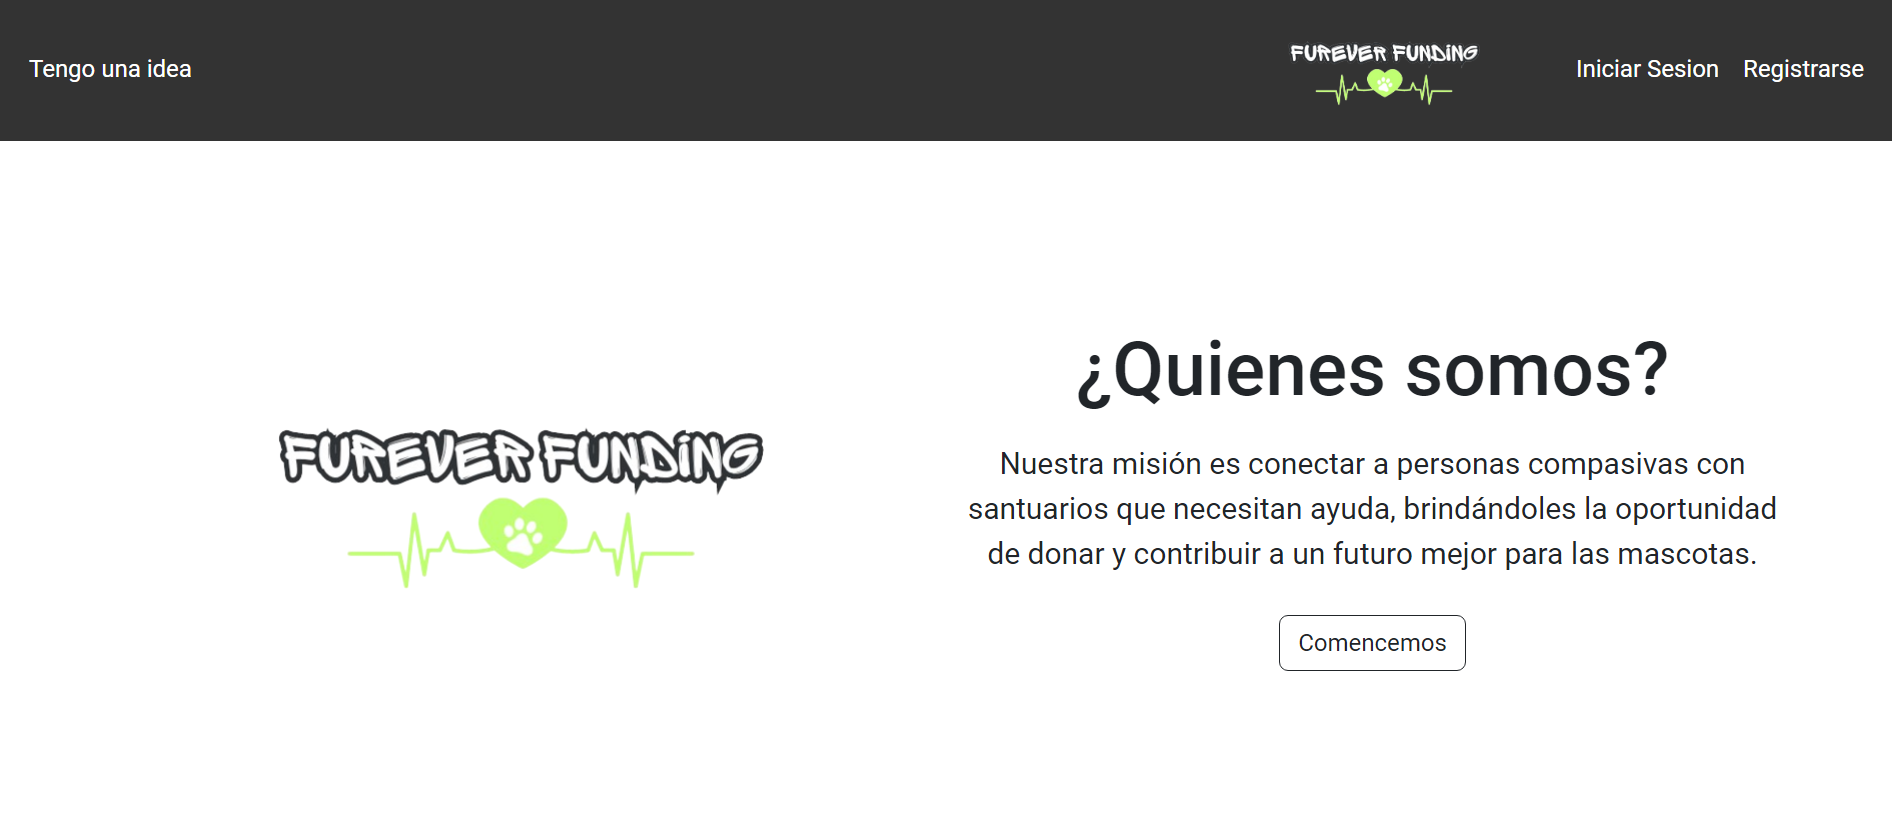 Tengo una idea
FUREVER FUNDING
Iniciar Sesion
Registrarse
FUREVER FUNDING
¿Quienes somos?
Nuestra misión es conectar a personas compasivas con
santuarios que necesitan ayuda, brindándoles la oportunidad
de donar y contribuir a un futuro mejor para las mascotas.
Comencemos